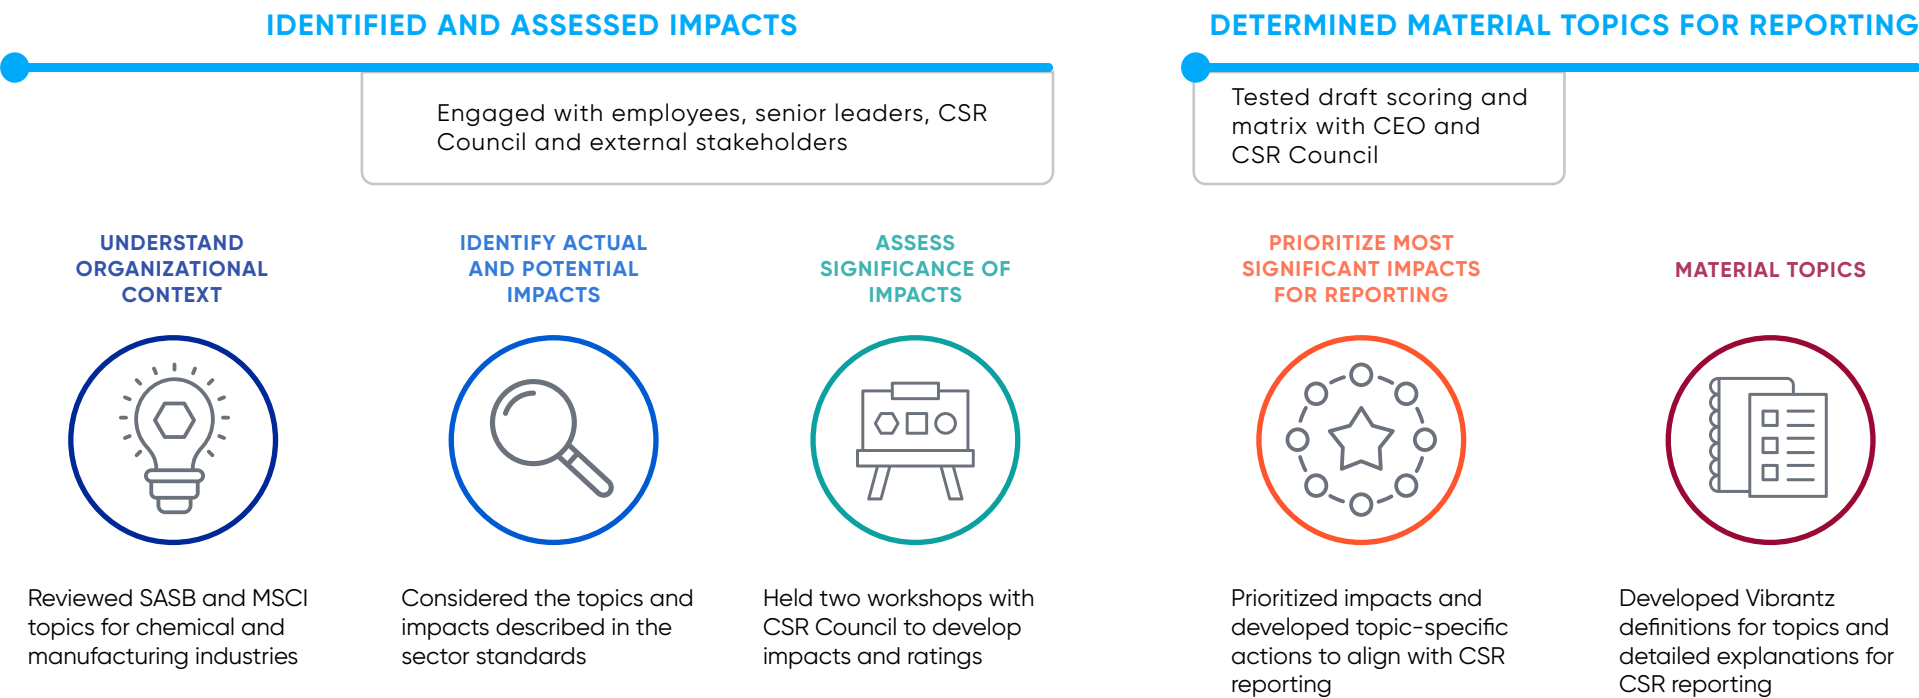 IDENTIFIED AND ASSESSED IMPACTS
Engaged with employees, senior leaders, CSR
Council and external stakeholders
UNDERSTAND
ORGANIZATIONAL
CONTEXT
Reviewed SASB and MSCI
topics for chemical and
manufacturing industries
IDENTIFY ACTUAL
AND POTENTIAL
IMPACTS
Considered the topics and
impacts described in the
sector standards
ASSESS
SIGNIFICANCE OF
IMPACTS
Held two workshops with
CSR Council to develop
impacts and ratings
DETERMINED MATERIAL TOPICS FOR REPORTING
Tested draft scoring and
matrix with CEO and
CSR Council
PRIORITIZE MOST
SIGNIFICANT IMPACTS
FOR REPORTING
Prioritized impacts and
developed topic-specific
actions to align with CSR
reporting
MATERIAL TOPICS
Developed Vibrantz
definitions for topics and
detailed explanations for
CSR reporting